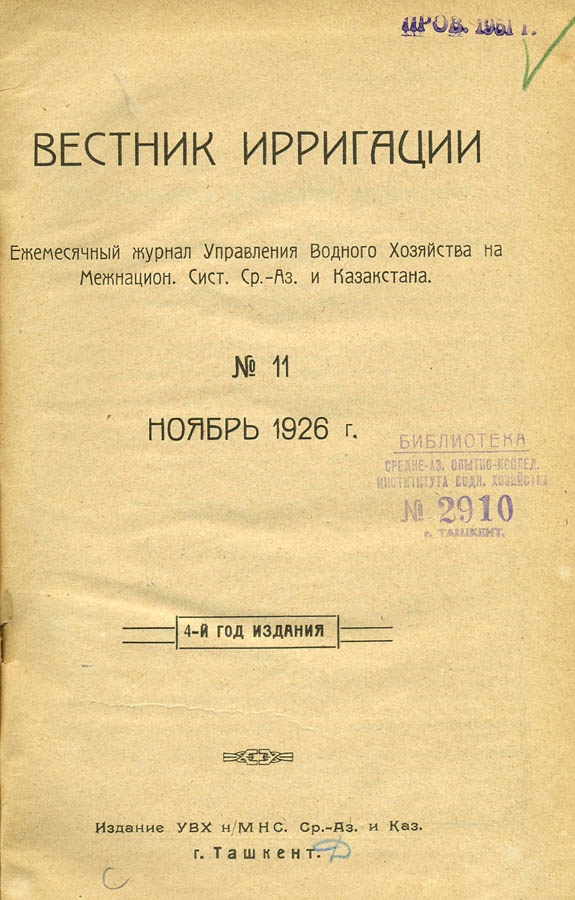 ПРОВ. 1951 г.
ВЕСТНИК ИРРИГАЦИИ
Ежемесячный журнал Управления Водного Хозяйства на
Межнацион. Сист. Ср.-Аз. и Казакстана.
№ 11
НОЯБРЬ 1926 г.
БИБЛИОТЕКА
СРЕДНЕ-АЗ. ОПЫТНО-ИССЛЕД.
ИНСТИТУТА ВОДН. ХОЗЯЙСТВА
№ 2910
г. ТАШКЕНТ.
4-Й ГОД ИЗДАНИЯ
Издание УВХ н/МНС. Ср.-Аз. и Каз.
г. Ташкент.